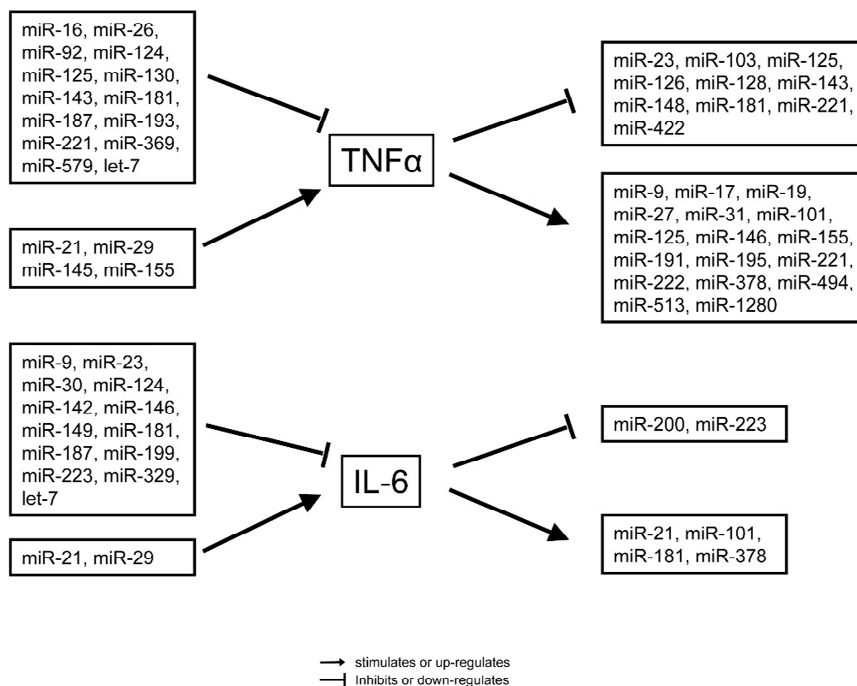 miR-16, miR-26,
miR-92, miR-124,
miR-125, miR-130,
miR-143, miR-181,
miR-187, miR-193,
miR-221, miR-369,
miR-579, let-7
miR-21, miR-29
miR-145, miR-155
TNFα
miR-23, miR-103, miR-125,
miR-126, miR-128, miR-143,
miR-148, miR-181, miR-221,
miR-422
miR-9, miR-17, miR-19,
miR-27, miR-31, miR-101,
miR-125, miR-146, miR-155,
miR-191, miR-195, miR-221,
miR-222, miR-378, miR-494,
miR-513, miR-1280
miR-9, miR-23,
miR-30, miR-124,
miR-142, miR-146,
miR-149, miR-181,
miR-187, miR-199,
miR-223, miR-329,
let-7
miR-21, miR-29
IL-6
miR-200, miR-223
miR-21, miR-101,
miR-181, miR-378
stimulates or up-regulates
Inhibits or down-regulates